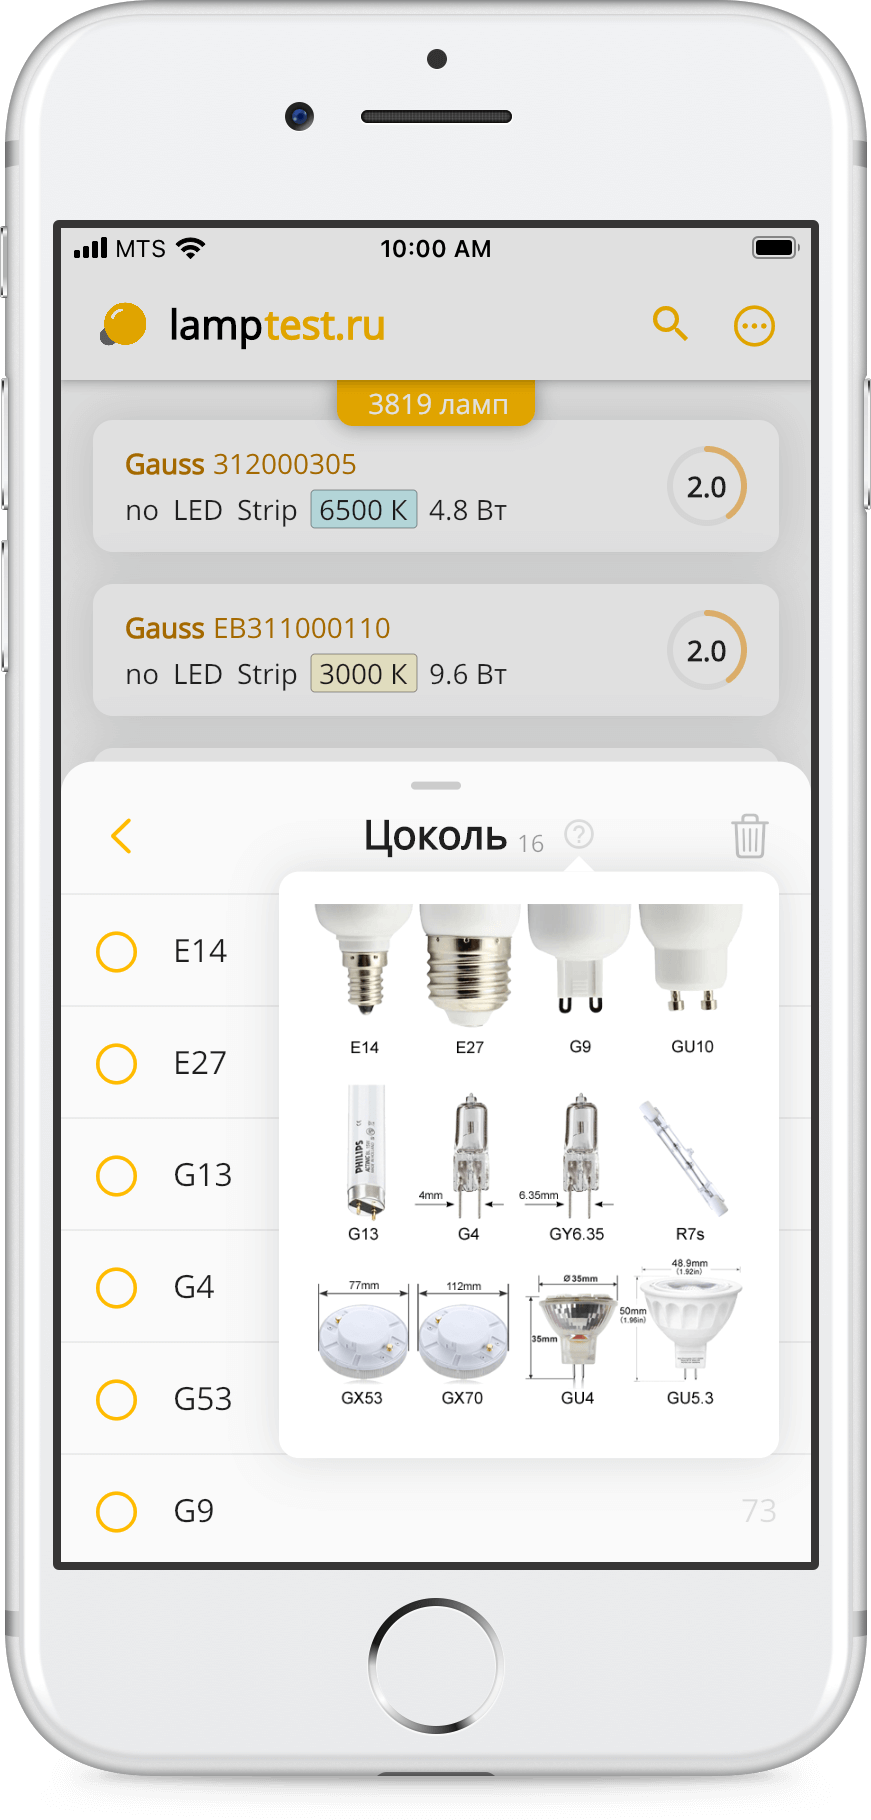 MTS 10:00 AM
lamptest.ru
3819 ламп
Gauss 312000305
no LED Strip 6500 К 4.8 Вт
2.0
Gauss EB311000110
no LED Strip 3000 К 9.6 Вт
2.0
Цоколь 16 ?
E14
E27
G13
G4
G53
G9 73
E14 E27 G9 GU10
PHILIPS
4mm 6.35mm
G13 G4 GY6.35 R7s
48.9mm
(1.92in)
77mm 112mm Ø35mm
50mm
(1.96in)
35mm
GX53 GX70 GU4 GU5.3